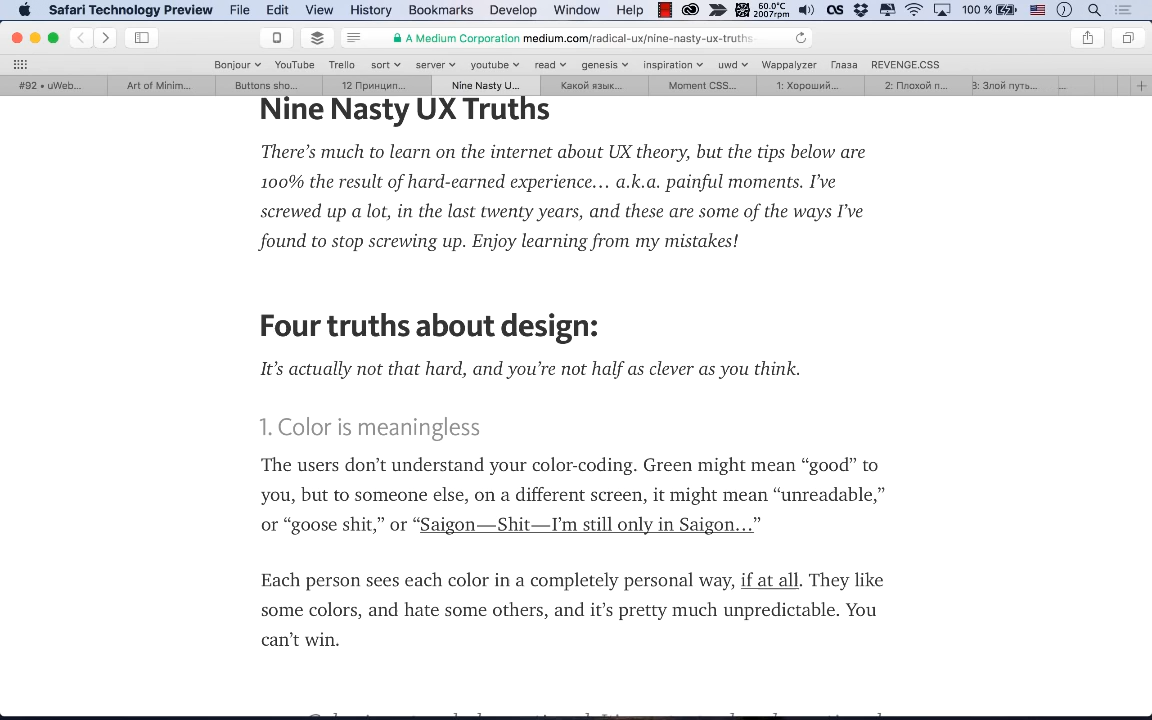 Safari Technology Preview File Edit View History Bookmarks Develop Window Help 60.0°C 2007rpm 100 %
A Medium Corporation medium.com/radical-ux/nine-nasty-ux-truths-
Bonjour YouTube Trello sort server youtube read genesis inspiration uwd Wappalyzer Глаза REVENGE.CSS
#92 • uWeb... Art of Minim... Buttons sho... 12 Принцип... Nine Nasty U... Какой язык... Moment CSS... 1: Хороший... 2: Плохой п... 3: Злой путь... ...
Nine Nasty UX Truths
There’s much to learn on the internet about UX theory, but the tips below are
100% the result of hard-earned experience… a.k.a. painful moments. I’ve
screwed up a lot, in the last twenty years, and these are some of the ways I’ve
found to stop screwing up. Enjoy learning from my mistakes!
Four truths about design:
It’s actually not that hard, and you’re not half as clever as you think.
1. Color is meaningless
The users don’t understand your color-coding. Green might mean “good” to
you, but to someone else, on a different screen, it might mean “unreadable,”
or “goose shit,” or “Saigon — Shit — I’m still only in Saigon…”
Each person sees each color in a completely personal way, if at all. They like
some colors, and hate some others, and it’s pretty much unpredictable. You
can’t win.